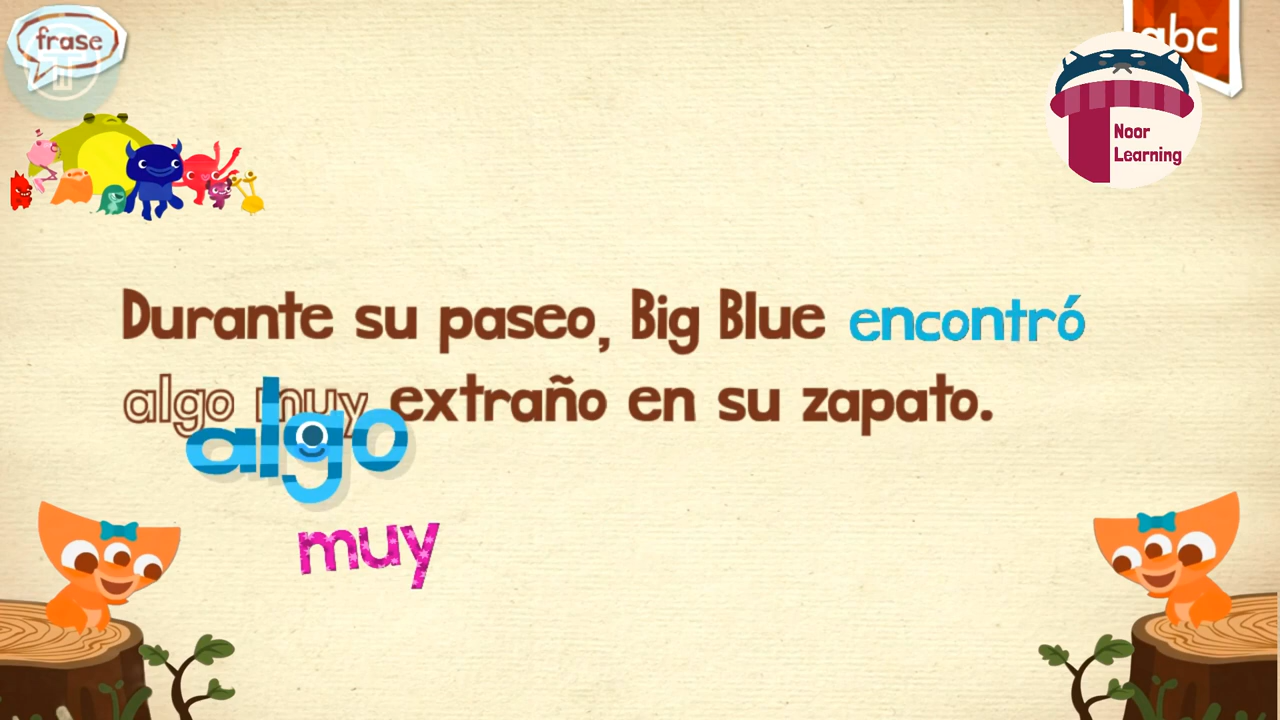 frase
abc
Noor
Learning
Durante su paseo, Big Blue encontró
algo muy extraño en su zapato.
algo
muy